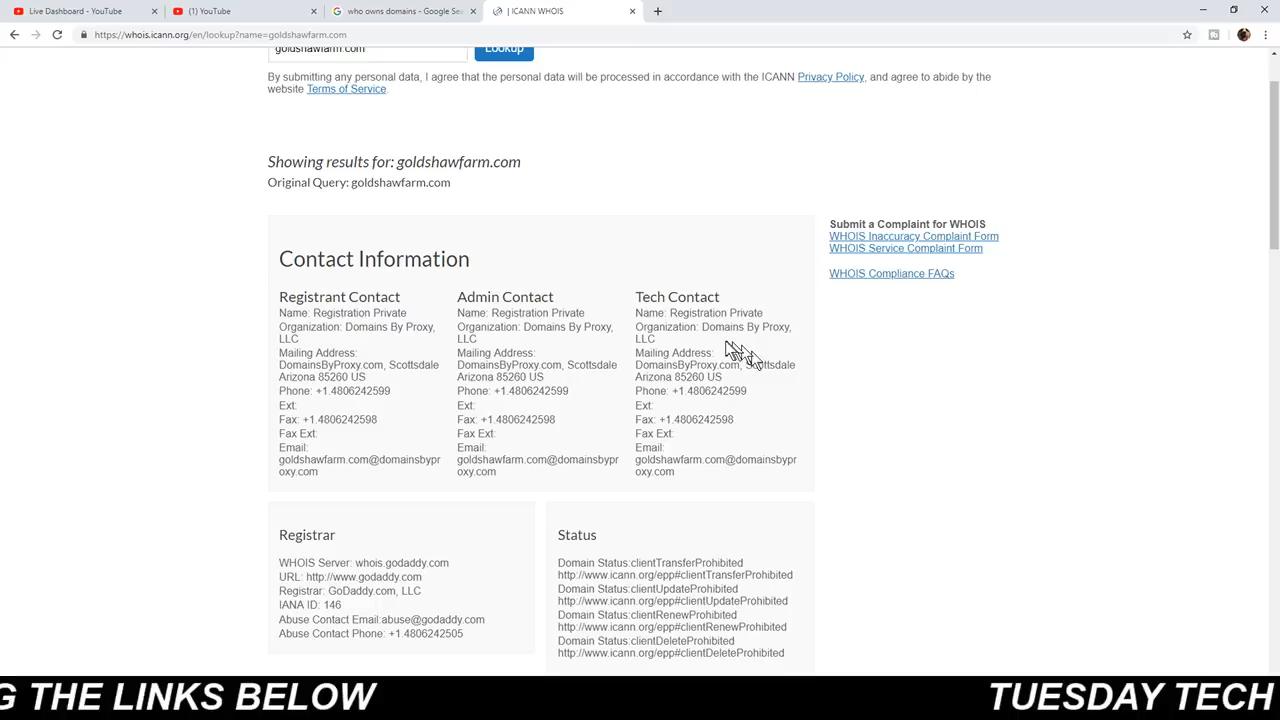 Live Dashboard - YouTube
(1) YouTube
who owns domains - Google Sea
| ICANN WHOIS
https://whois.icann.org/en/lookup?name=goldshawfarm.com
goldshawfarm.com
Lookup
By submitting any personal data, I agree that the personal data will be processed in accordance with the ICANN Privacy Policy, and agree to abide by the
website Terms of Service.
Showing results for: goldshawfarm.com
Original Query: goldshawfarm.com
Contact Information
Registrant Contact
Name: Registration Private
Organization: Domains By Proxy,
LLC
Mailing Address:
DomainsByProxy.com, Scottsdale
Arizona 85260 US
Phone: +1.4806242599
Ext:
Fax: +1.4806242598
Fax Ext:
Email:
goldshawfarm.com@domainsbypr
oxy.com
Admin Contact
Name: Registration Private
Organization: Domains By Proxy,
LLC
Mailing Address:
DomainsByProxy.com, Scottsdale
Arizona 85260 US
Phone: +1.4806242599
Ext:
Fax: +1.4806242598
Fax Ext:
Email:
goldshawfarm.com@domainsbypr
oxy.com
Tech Contact
Name: Registration Private
Organization: Domains By Proxy,
LLC
Mailing Address:
DomainsByProxy.com, Scottsdale
Arizona 85260 US
Phone: +1.4806242599
Ext:
Fax: +1.4806242598
Fax Ext:
Email:
goldshawfarm.com@domainsbypr
oxy.com
Submit a Complaint for WHOIS
WHOIS Inaccuracy Complaint Form
WHOIS Service Complaint Form
WHOIS Compliance FAQs
Registrar
WHOIS Server: whois.godaddy.com
URL: http://www.godaddy.com
Registrar: GoDaddy.com, LLC
IANA ID: 146
Abuse Contact Email:abuse@godaddy.com
Abuse Contact Phone: +1.4806242505
Status
Domain Status:clientTransferProhibited
http://www.icann.org/epp#clientTransferProhibited
Domain Status:clientUpdateProhibited
http://www.icann.org/epp#clientUpdateProhibited
Domain Status:clientRenewProhibited
http://www.icann.org/epp#clientRenewProhibited
Domain Status:clientDeleteProhibited
http://www.icann.org/epp#clientDeleteProhibited
G THE LINKS BELOW
TUESDAY TECH